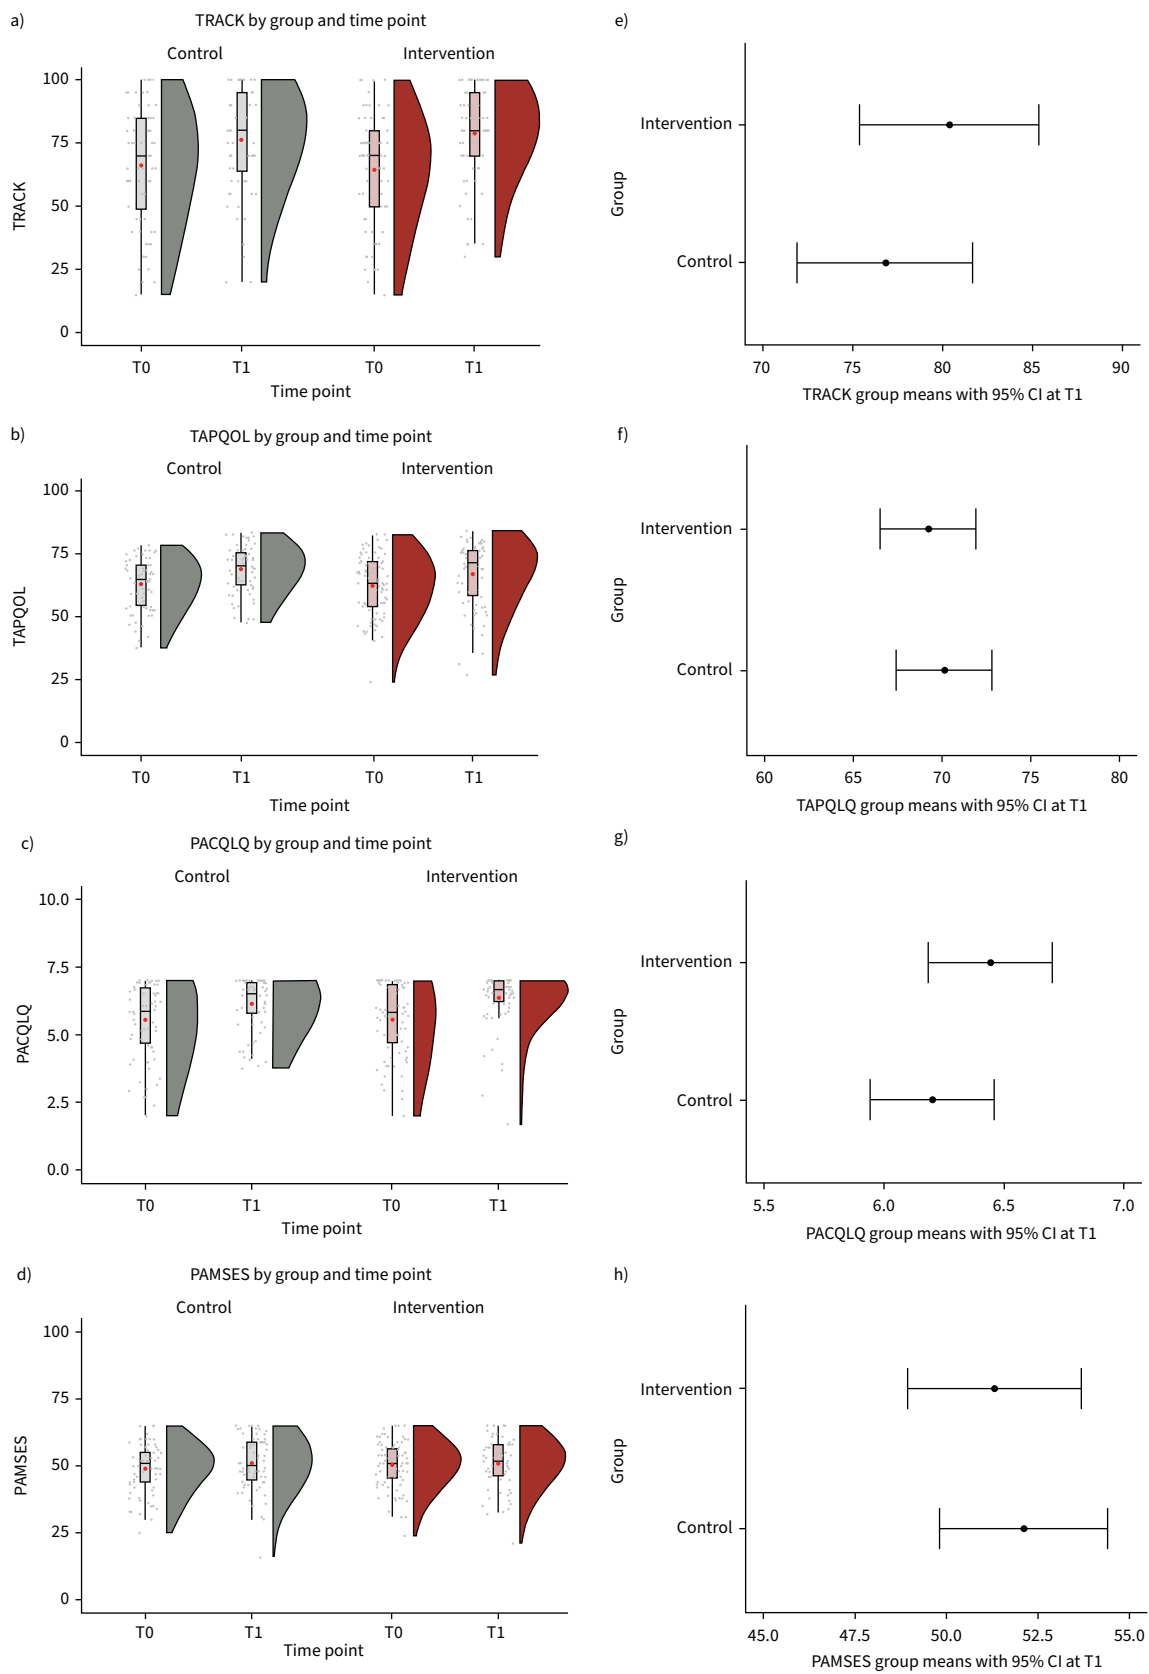 a)
TRACK by group and time point
Control Intervention
100
75
50
25
0
TRACK
T0 T1 T0 T1
Time point
e)
Intervention
Control
Group
70 75 80 85 90
TRACK group means with 95% CI at T1
b)
TAPQOL by group and time point
Control Intervention
100
75
50
25
0
TAPQOL
T0 T1 T0 T1
Time point
f)
Intervention
Control
Group
60 65 70 75 80
TAPQLQ group means with 95% CI at T1
c)
PACQLQ by group and time point
Control Intervention
10.0
7.5
5.0
2.5
0.0
PACQLQ
T0 T1 T0 T1
Time point
g)
Intervention
Control
Group
5.5 6.0 6.5 7.0
PACQLQ group means with 95% CI at T1
d)
PAMSES by group and time point
Control Intervention
100
75
50
25
0
PAMSES
T0 T1 T0 T1
Time point
h)
Intervention
Control
Group
45.0 47.5 50.0 52.5 55.0
PAMSES group means with 95% CI at T1